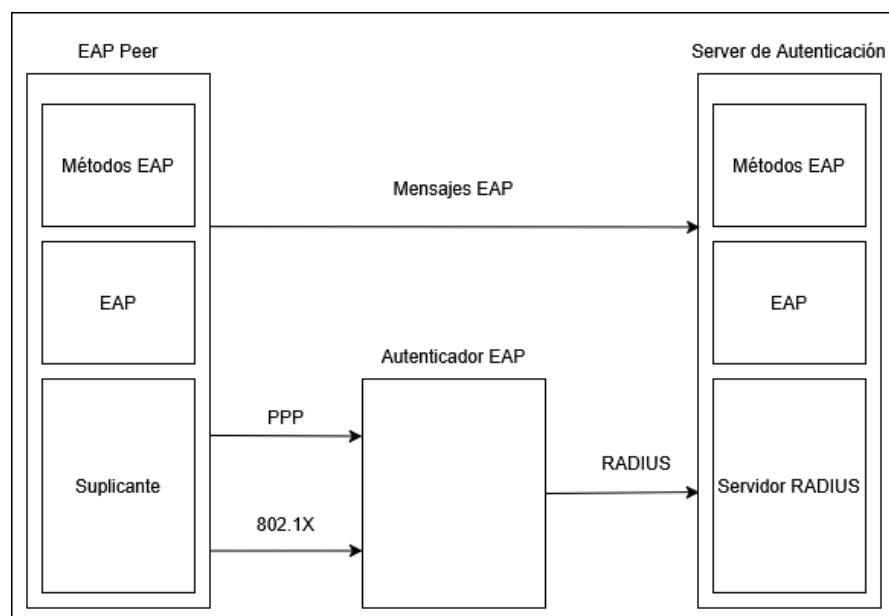 EAP Peer
Server de Autenticación
Métodos EAP
Métodos EAP
Mensajes EAP
EAP
EAP
Autenticador EAP
PPP
RADIUS
Suplicante
Servidor RADIUS
802.1X